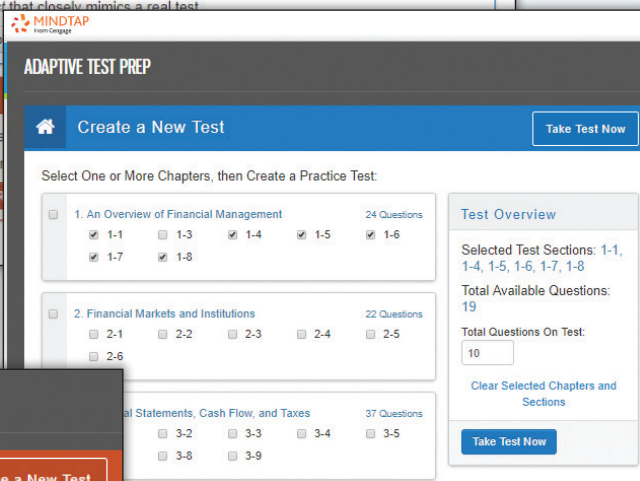 that closely mimics a real test
MINDTAP
From Cengage
ADAPTIVE TEST PREP
Create a New Test
Take Test Now
Select One or More Chapters, then Create a Practice Test:
1. An Overview of Financial Management 24 Questions
1-1 1-3 1-4 1-5 1-6
1-7 1-8
2. Financial Markets and Institutions 22 Questions
2-1 2-2 2-3 2-4 2-5
2-6
al Statements, Cash Flow, and Taxes 37 Questions
3-2 3-3 3-4 3-5
3-8 3-9
Test Overview
Selected Test Sections: 1-1,
1-4, 1-5, 1-6, 1-7, 1-8
Total Available Questions:
19
Total Questions On Test:
10
Clear Selected Chapters and
Sections
Take Test Now
e a New Test